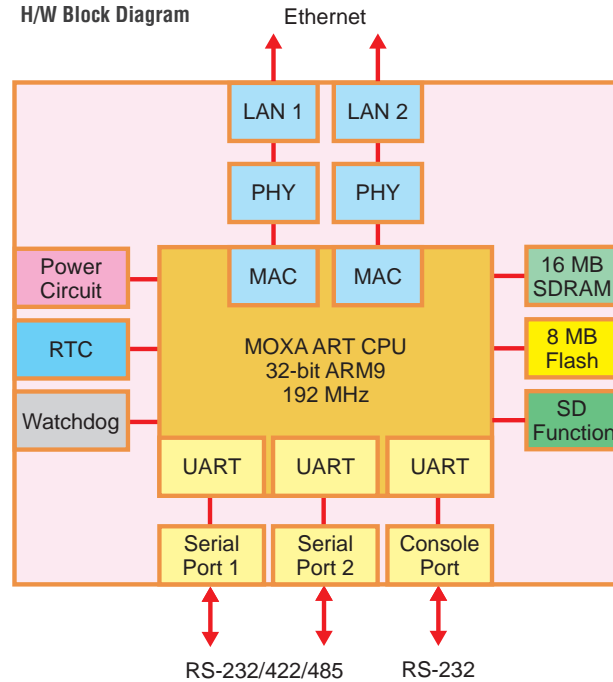 H/W Block Diagram
Ethernet
LAN 1
LAN 2
PHY
PHY
MAC
MAC
Power
Circuit
RTC
Watchdog
MOXA ART CPU
32-bit ARM9
192 MHz
16 MB
SDRAM
8 MB
Flash
SD
Function
UART
UART
UART
Serial
Port 1
Serial
Port 2
Console
Port
RS-232/422/485
RS-232